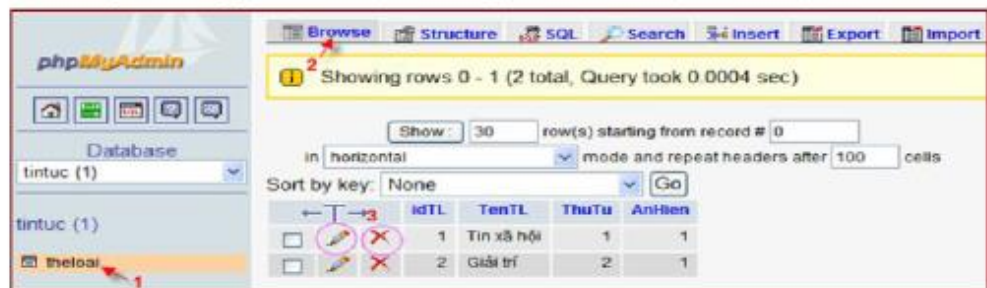 phpMyAdmin
Database
tintuc (1)
tintuc (1)
theloai
1
Browse Structure SQL Search Insert Export Import
2
Showing rows 0 - 1 (2 total, Query took 0.0004 sec)
Show : 30 row(s) starting from record # 0
in horizontal mode and repeat headers after 100 cells
Sort by key: None Go
←T→ 3 idTL TenTL ThuTu AnHien
1 Tin xã hội 1 1
2 Giải trí 2 1